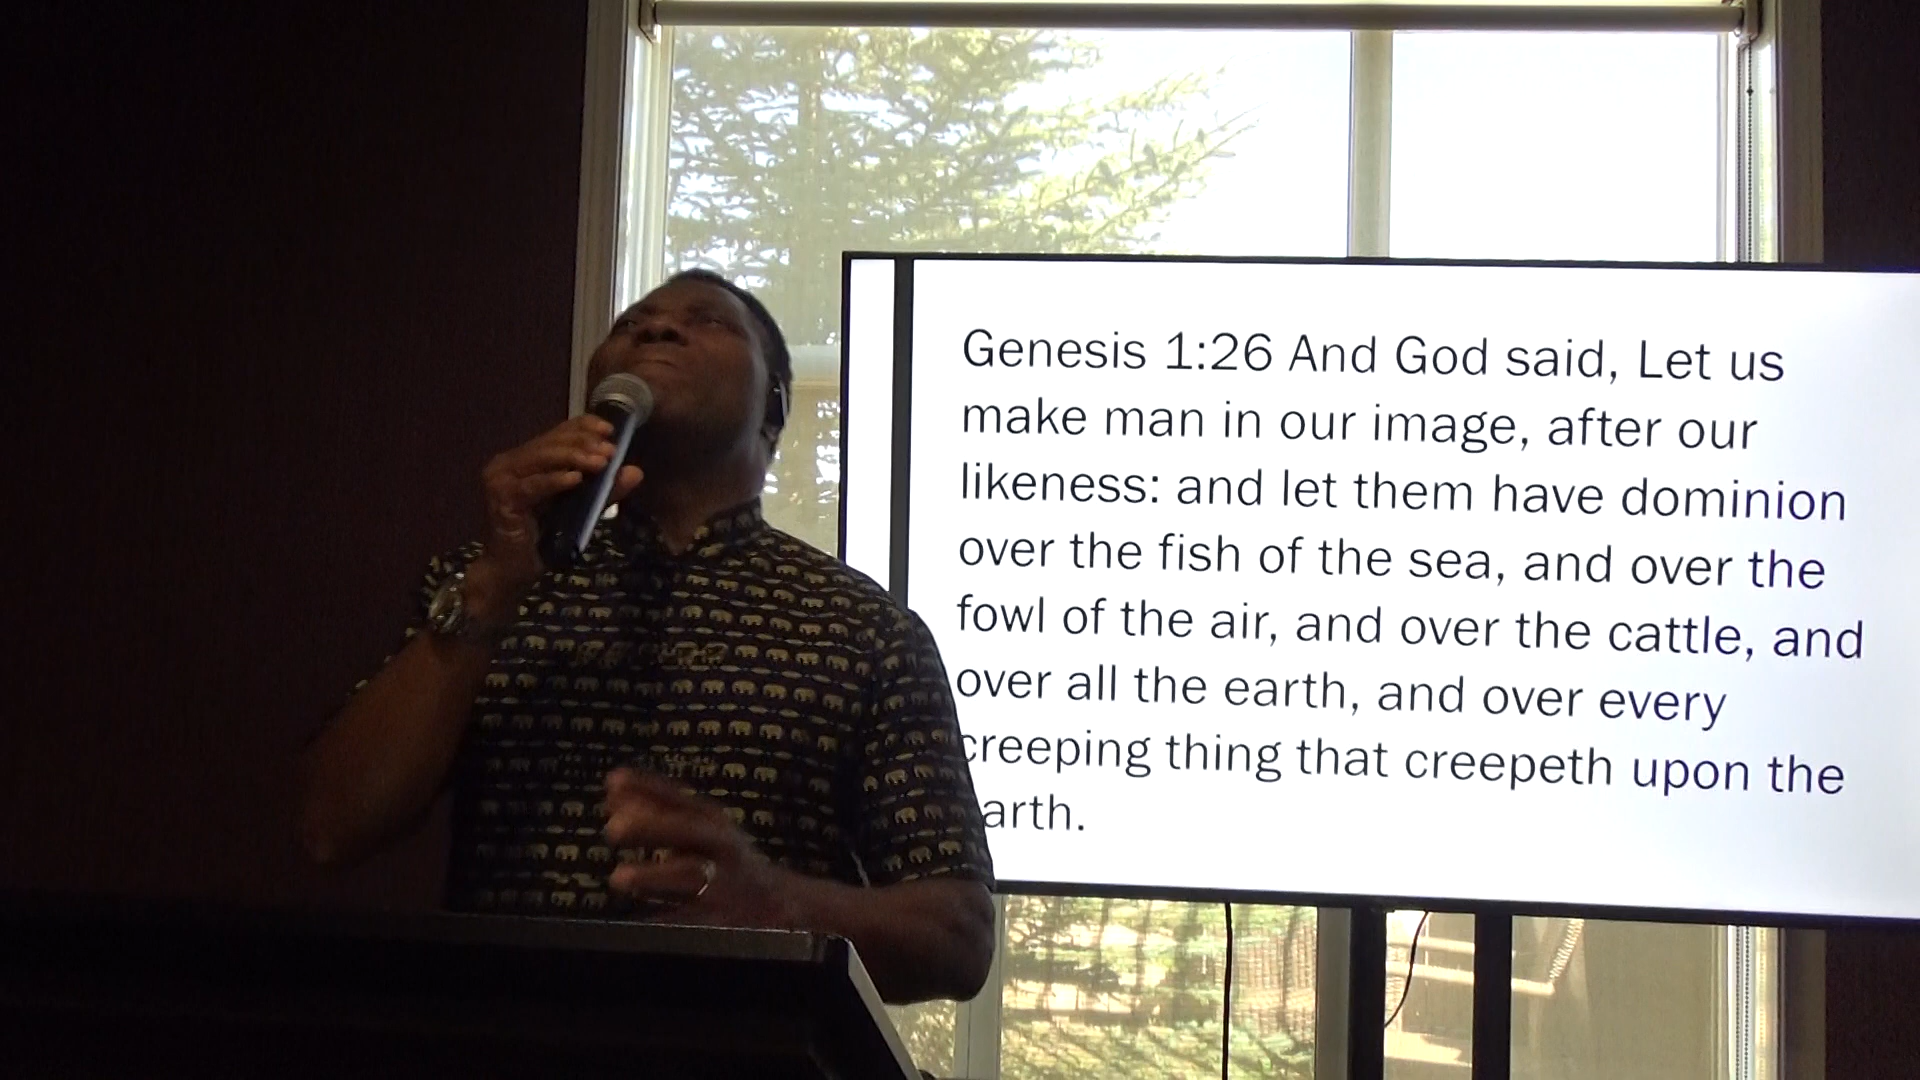 Genesis 1:26 And God said, Let us
make man in our image, after our
likeness: and let them have dominion
over the fish of the sea, and over the
fowl of the air, and over the cattle, and
over all the earth, and over every
creeping thing that creepeth upon the
arth.